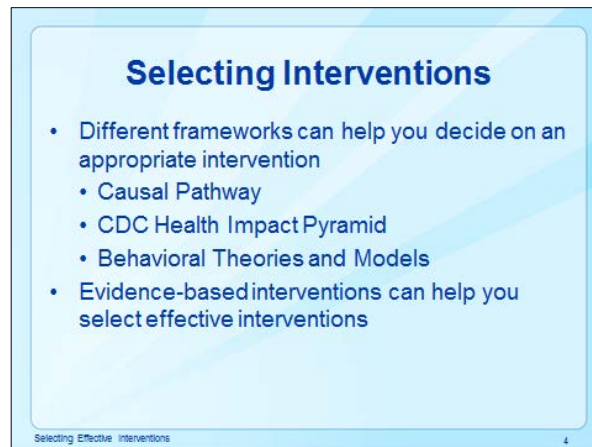 Selecting Interventions
• Different frameworks can help you decide on an
appropriate intervention
• Causal Pathway
• CDC Health Impact Pyramid
• Behavioral Theories and Models
• Evidence-based interventions can help you
select effective interventions
Selecting Effective Interventions
4